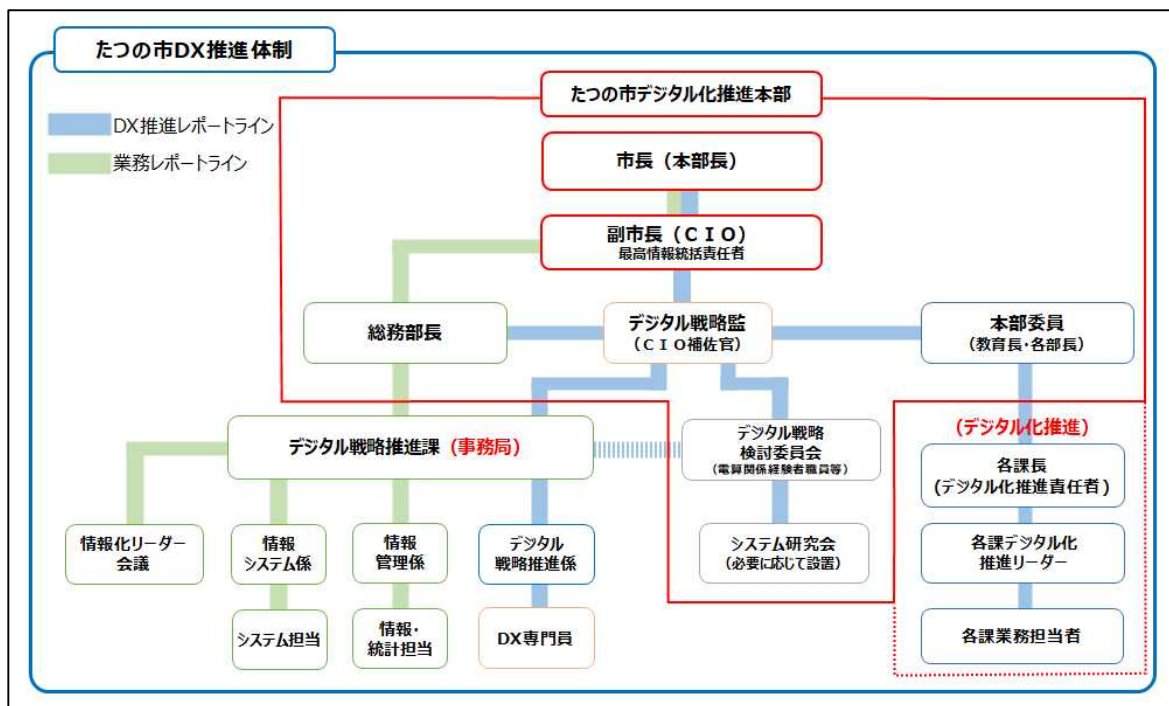 たつの市DX推進体制
たつの市デジタル化推進本部
DX推進レポートライン
業務レポートライン
市長（本部長）
副市長（ＣＩＯ）
最高情報統括責任者
総務部長
デジタル戦略監
（ＣＩＯ補佐官）
本部委員
（教育長・各部長）
デジタル戦略推進課（事務局）
デジタル戦略
検討委員会
（電算関係経験者職員等）
（デジタル化推進）
各課長
（デジタル化推進責任者）
情報化リーダー
会議
情報
システム係
情報
管理係
デジタル
戦略推進係
システム研究会
（必要に応じて設置）
各課デジタル化
推進リーダー
システム担当
情報・
統計担当
DX専門員
各課業務担当者